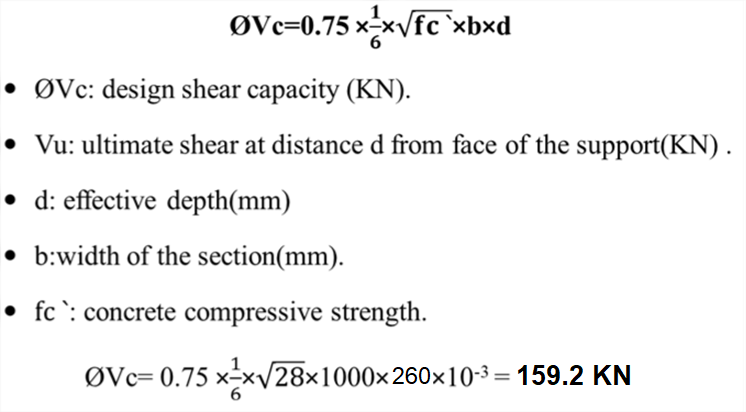 ØVc=0.75 ×1/6×√fc `×b×d
• ØVc: design shear capacity (KN).
• Vu: ultimate shear at distance d from face of the support(KN) .
• d: effective depth(mm)
• b:width of the section(mm).
• fc `: concrete compressive strength.
ØVc= 0.75 ×1/6×√28×1000×260×10⁻³ = 159.2 KN